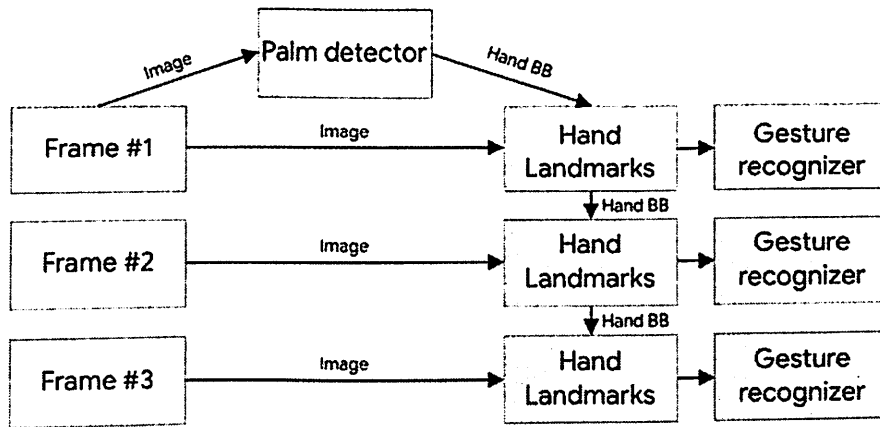 Palm detector
Image
Hand BB
Frame #1
Image
Hand
Landmarks
Gesture
recognizer
Hand BB
Frame #2
Image
Hand
Landmarks
Gesture
recognizer
Hand BB
Frame #3
Image
Hand
Landmarks
Gesture
recognizer